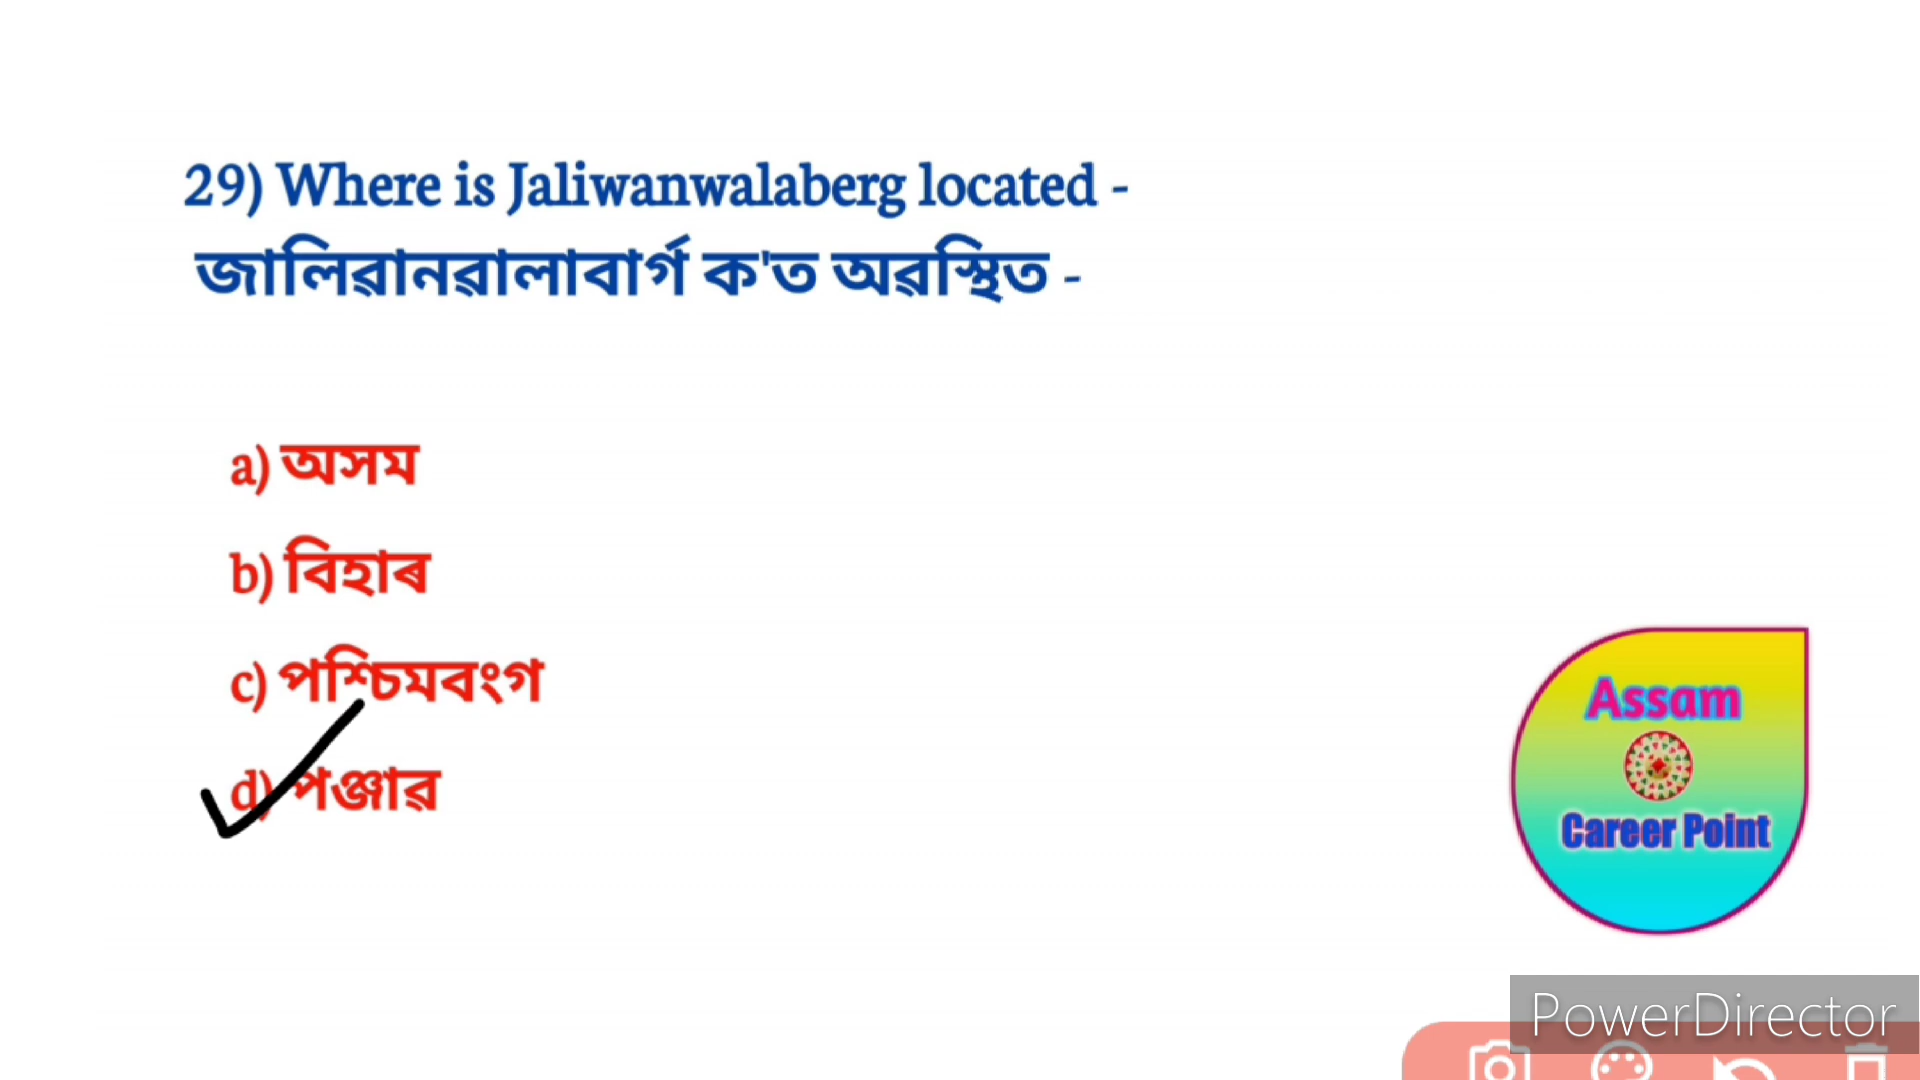 29) Where is Jaliwanwalaberg located -
জালিৱানৱালাবাৰ্গ ক'ত অৱস্থিত -
a) অসম
b) বিহাৰ
c) পশ্চিমবংগ
d) পঞ্জাৱ
Assam
Career Point
PowerDirector